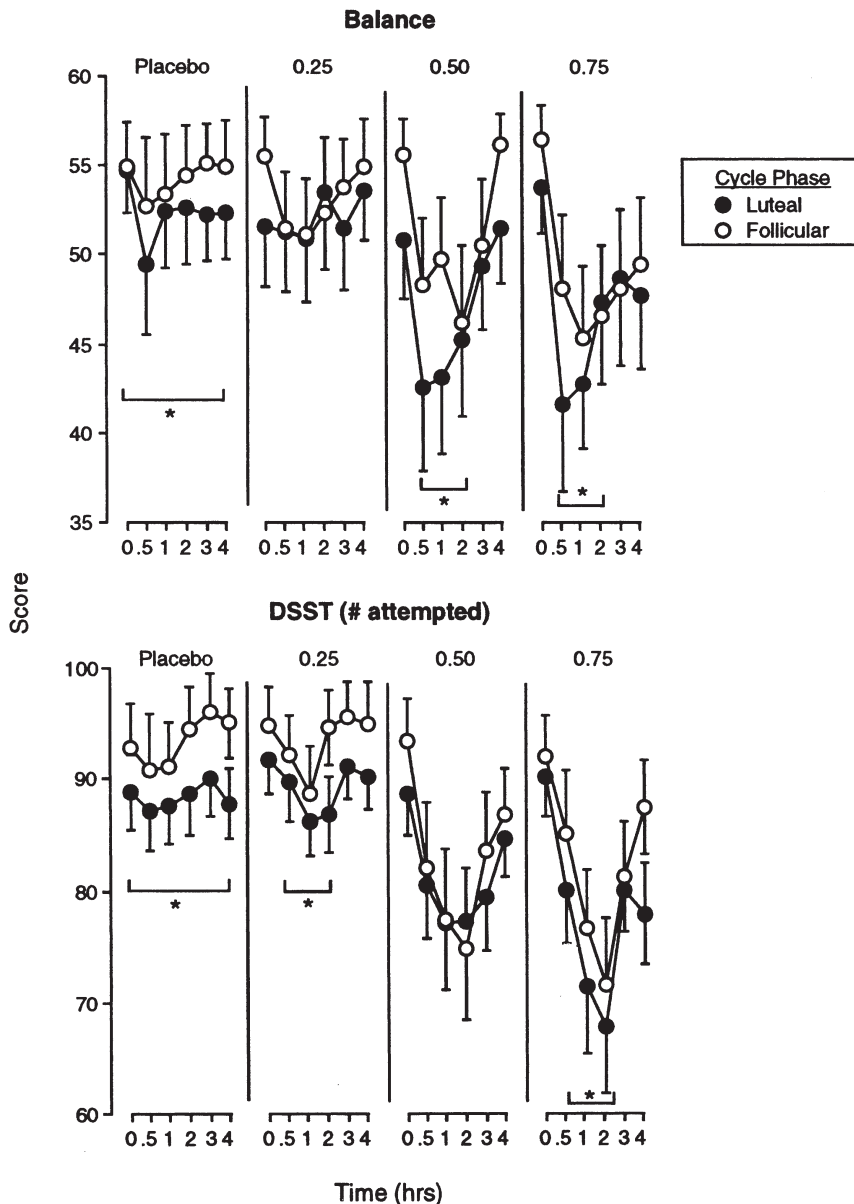 Balance
Placebo 0.25 0.50 0.75
60
55
50
45
40
35
* * *
0 .5 1 2 3 4 0 .5 1 2 3 4 0 .5 1 2 3 4 0 .5 1 2 3 4
Cycle Phase
Luteal
Follicular
Score
DSST (# attempted)
Placebo 0.25 0.50 0.75
100
90
80
70
60
* * *
0 .5 1 2 3 4 0 .5 1 2 3 4 0 .5 1 2 3 4 0 .5 1 2 3 4
Time (hrs)